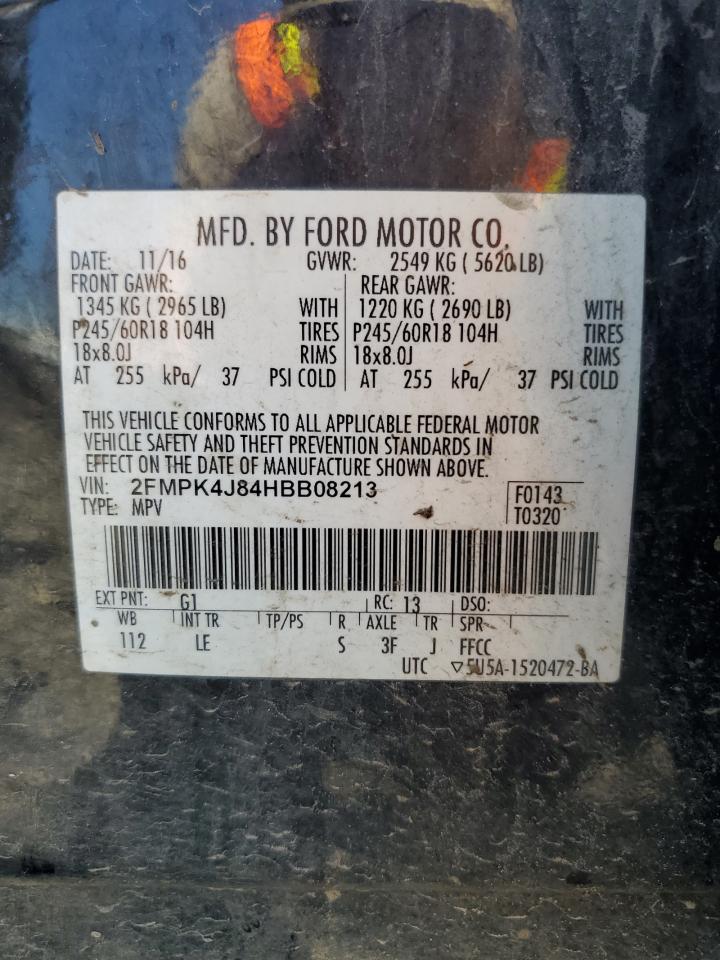 MFD. BY FORD MOTOR CO.
DATE: 11/16 GVWR: 2549 KG ( 5620 LB)
FRONT GAWR: REAR GAWR:
1345 KG ( 2965 LB) WITH 1220 KG ( 2690 LB) WITH
P245/60R18 104H TIRES P245/60R18 104H TIRES
18x8.0J RIMS 18x8.0J RIMS
AT 255 kPa/ 37 PSI COLD AT 255 kPa/ 37 PSI COLD
THIS VEHICLE CONFORMS TO ALL APPLICABLE FEDERAL MOTOR
VEHICLE SAFETY AND THEFT PREVENTION STANDARDS IN
EFFECT ON THE DATE OF MANUFACTURE SHOWN ABOVE.
VIN: 2FMPK4J84HBB08213 F0143
TYPE: MPV T0320
EXT PNT: G1 RC: 13 DSO:
WB INT TR TP/PS R AXLE TR SPR
112 LE S 3F J FFCC
UTC ▽5U5A-1520472-BA